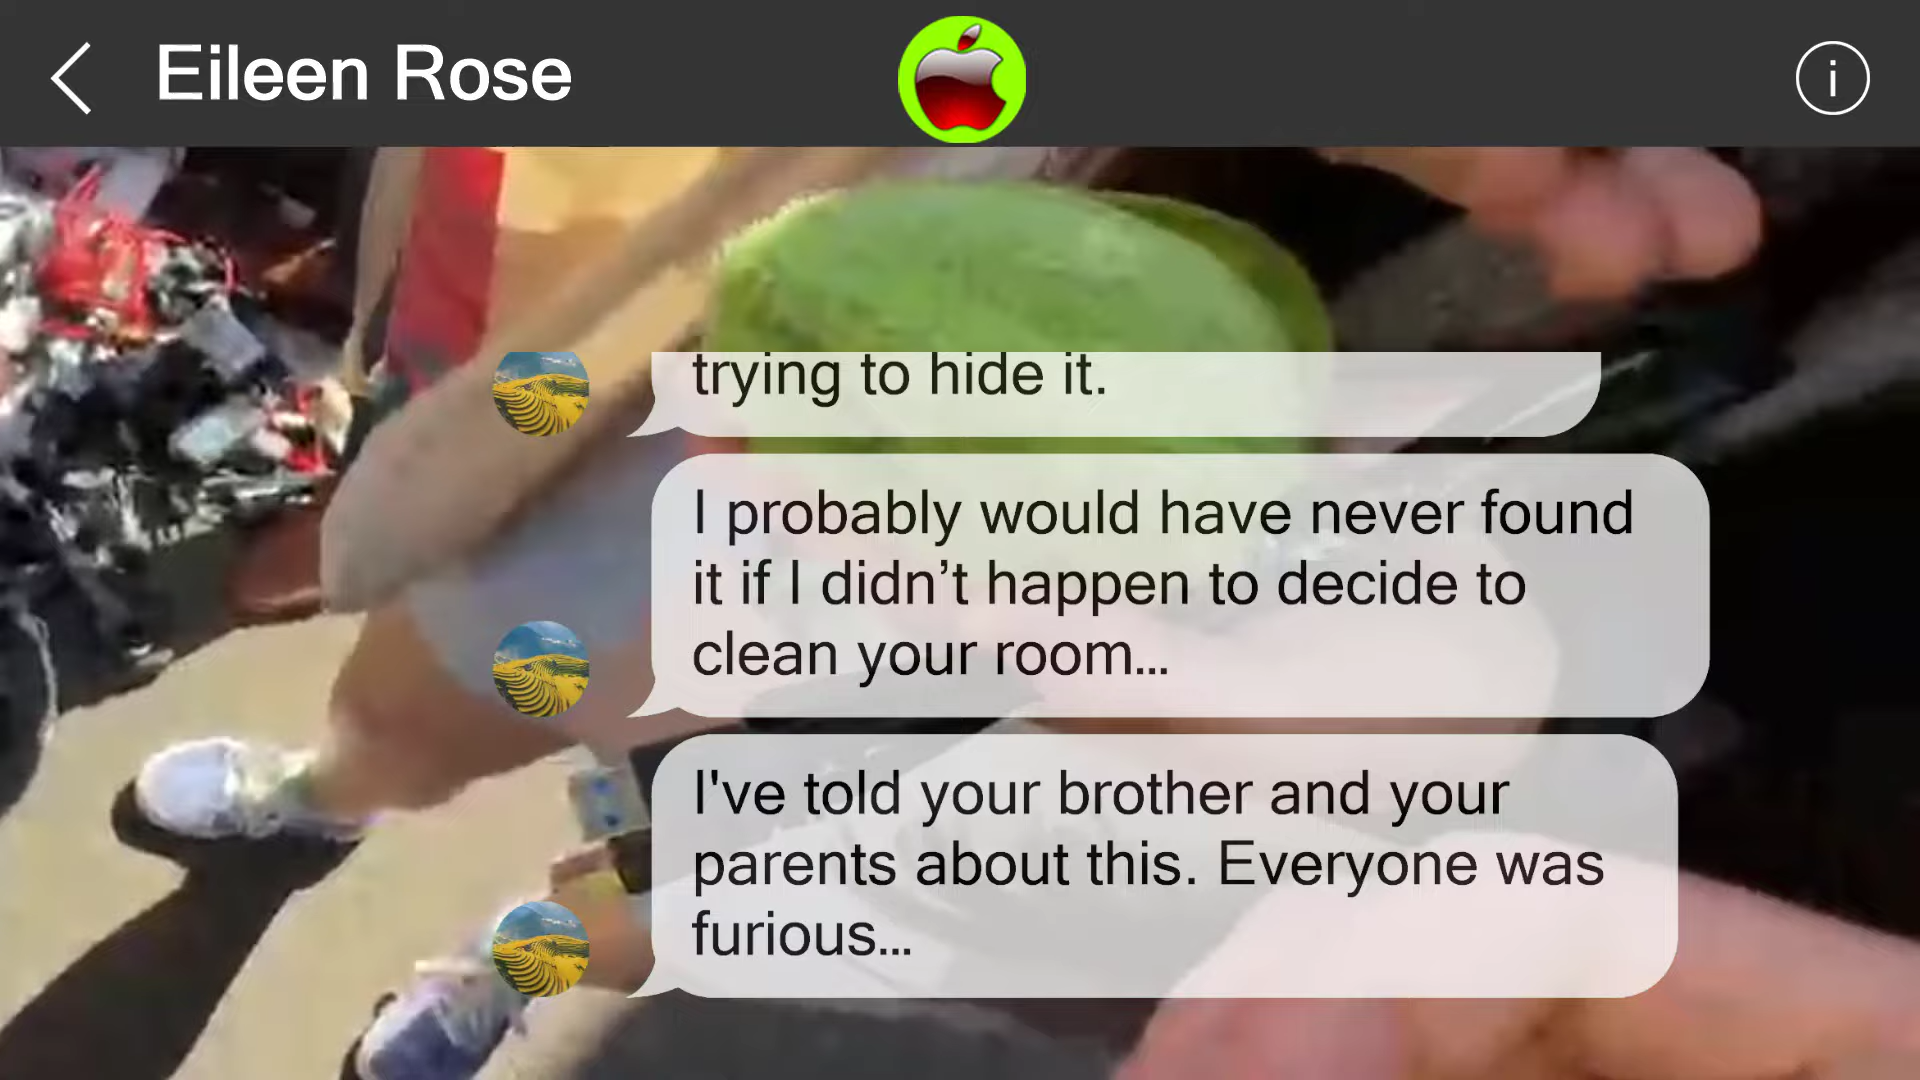 Eileen Rose
i
trying to hide it.
I probably would have never found
it if I didn’t happen to decide to
clean your room...
I've told your brother and your
parents about this. Everyone was
furious...